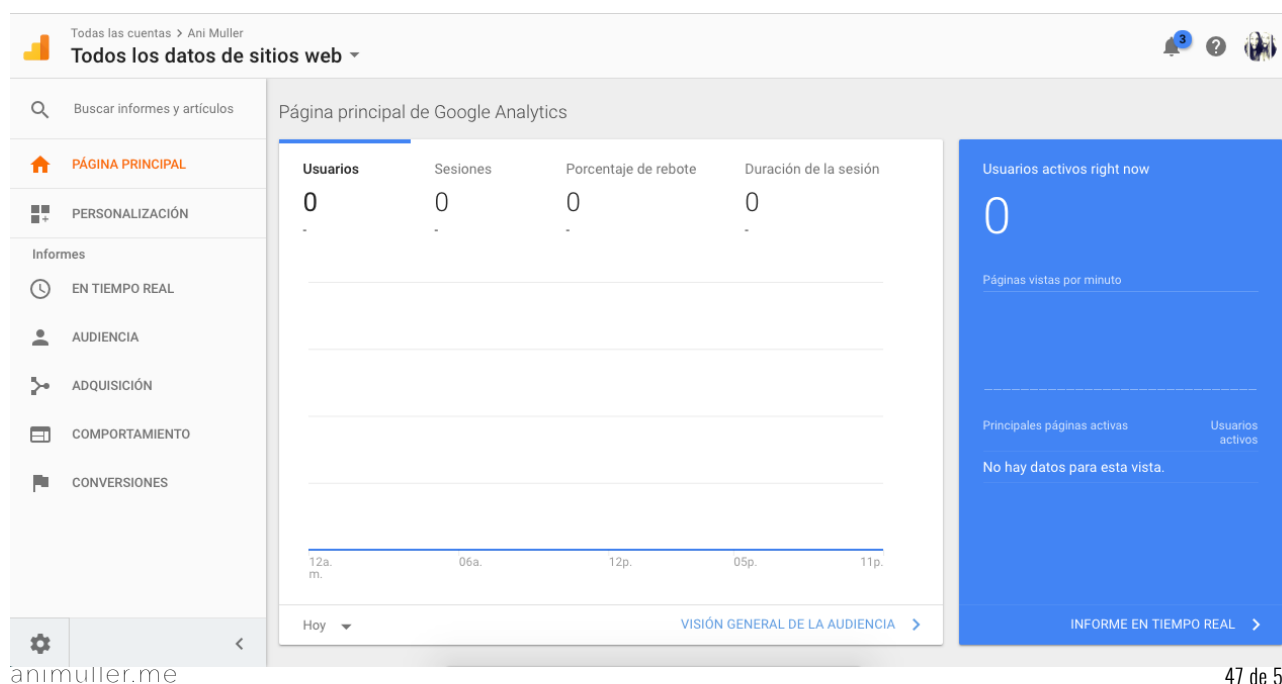 Todas las cuentas > Ani Muller
Todos los datos de sitios web
3
Buscar informes y artículos
PÁGINA PRINCIPAL
PERSONALIZACIÓN
Informes
EN TIEMPO REAL
AUDIENCIA
ADQUISICIÓN
COMPORTAMIENTO
CONVERSIONES
Página principal de Google Analytics
Usuarios Sesiones Porcentaje de rebote Duración de la sesión
0 0 0 0
- - - -
12a. m. 06a. 12p. 05p. 11p.
Hoy
VISIÓN GENERAL DE LA AUDIENCIA
Usuarios activos right now
0
Páginas vistas por minuto
Principales páginas activas
Usuarios activos
No hay datos para esta vista.
INFORME EN TIEMPO REAL
animuller.me
47 de 5